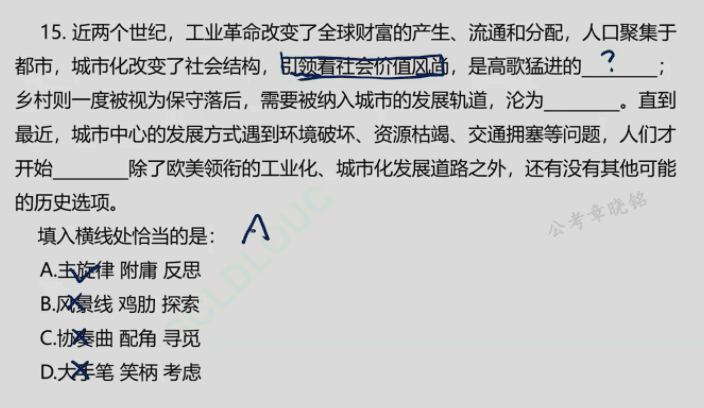 15. 近两个世纪，工业革命改变了全球财富的产生、流通和分配，人口聚集于
都市，城市化改变了社会结构，引领着社会价值风尚，是高歌猛进的________；
?
乡村则一度被视为保守落后，需要被纳入城市的发展轨道，沦为________。直到
最近，城市中心的发展方式遇到环境破坏、资源枯竭、交通拥塞等问题，人们才
开始________除了欧美领衔的工业化、城市化发展道路之外，还有没有其他可能
的历史选项。
公考章晓铭
填入横线处恰当的是：
A
A.主旋律 附庸 反思
B.风景线 鸡肋 探索
C.协奏曲 配角 寻觅
D.大手笔 笑柄 考虑